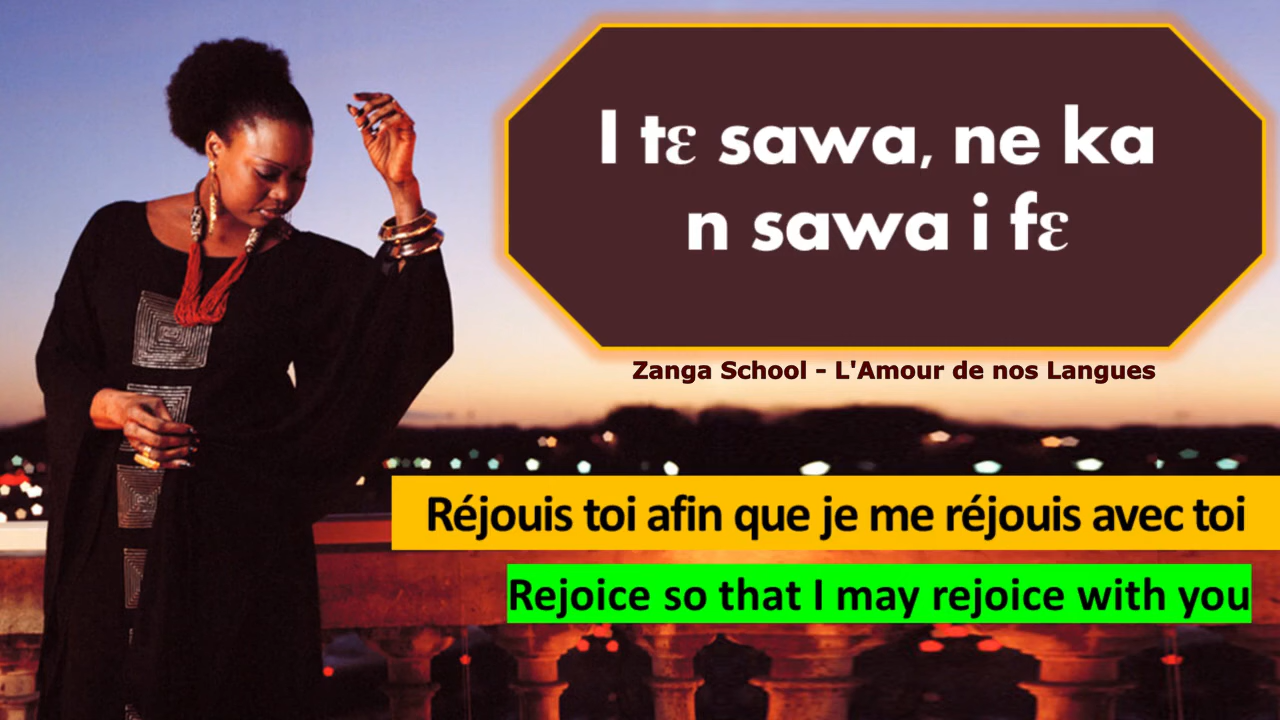 I tɛ sawa, ne ka
n sawa i fɛ
Zanga School - L'Amour de nos Langues
Réjouis toi afin que je me réjouis avec toi
Rejoice so that I may rejoice with you